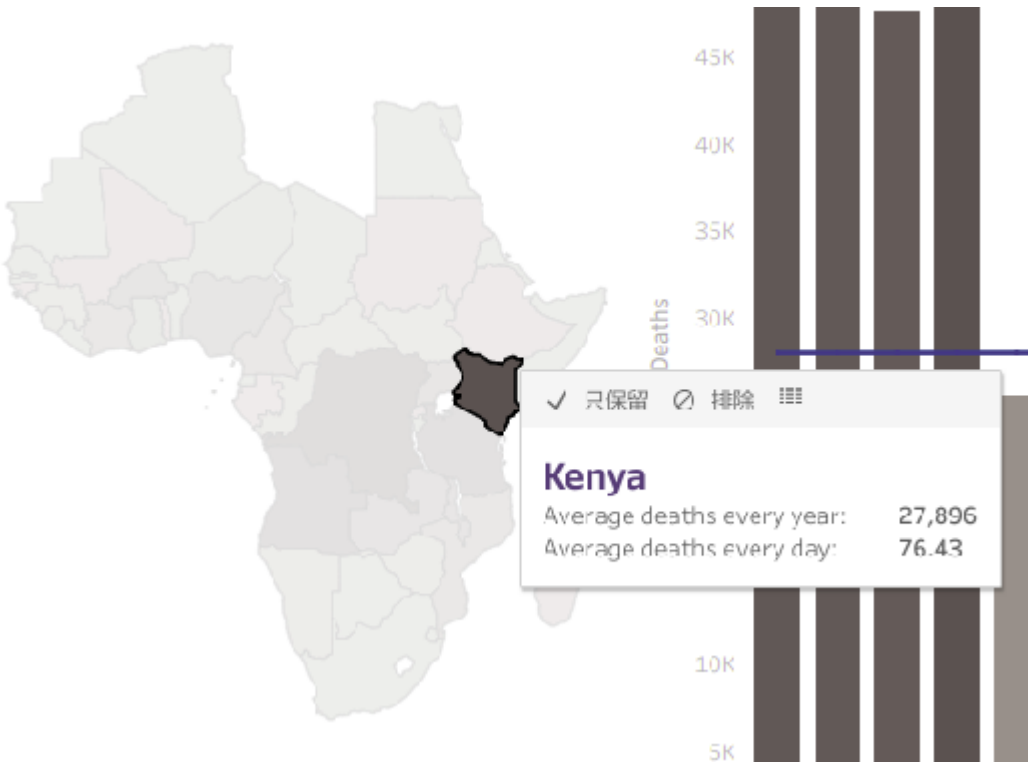 45K
40K
35K
30K
Deaths
只保留 排除
Kenya
Average deaths every year: 27,896
Average deaths every day: 76.43
10K
5K